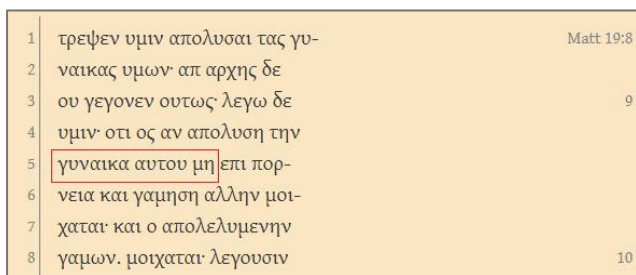 1 τρεψεν υμιν απολυσαι τας γυ- Matt 19:8
2 ναικας υμων· απ αρχης δε
3 ου γεγονεν ουτως· λεγω δε 9
4 υμιν· οτι ος αν απολυση την
5 γυναικα αυτου μη επι πορ-
6 νεια και γαμηση αλλην μοι-
7 χαται· και ο απολελυμενην
8 γαμων. μοιχαται· λεγουσιν 10